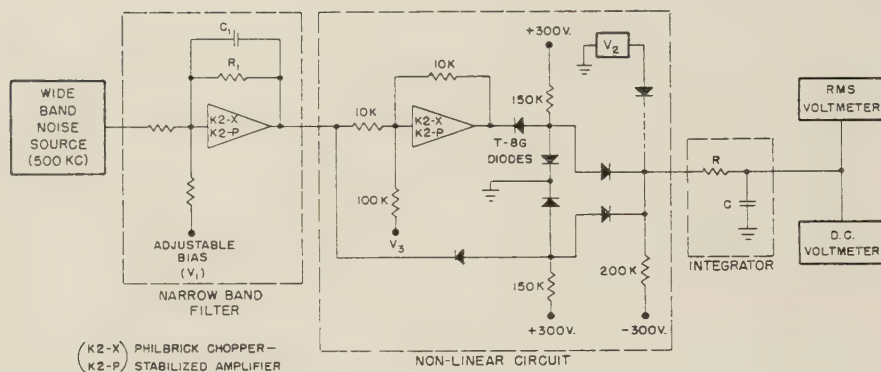 WIDE
BAND
NOISE
SOURCE
(500 KC)
C₁
R₁
K2-X
K2-P
ADJUSTABLE
BIAS
(V₁)
NARROW BAND
FILTER
(K2-X) PHILBRICK CHOPPER—
(K2-P) STABILIZED AMPLIFIER
10K
10K
K2-X
K2-P
100K
V₃
+300V.
150K
T-8G
DIODES
150K
+300V.
V₂
200K
-300V.
NON-LINEAR CIRCUIT
R
C
INTEGRATOR
RMS
VOLTMETER
D.C.
VOLTMETER